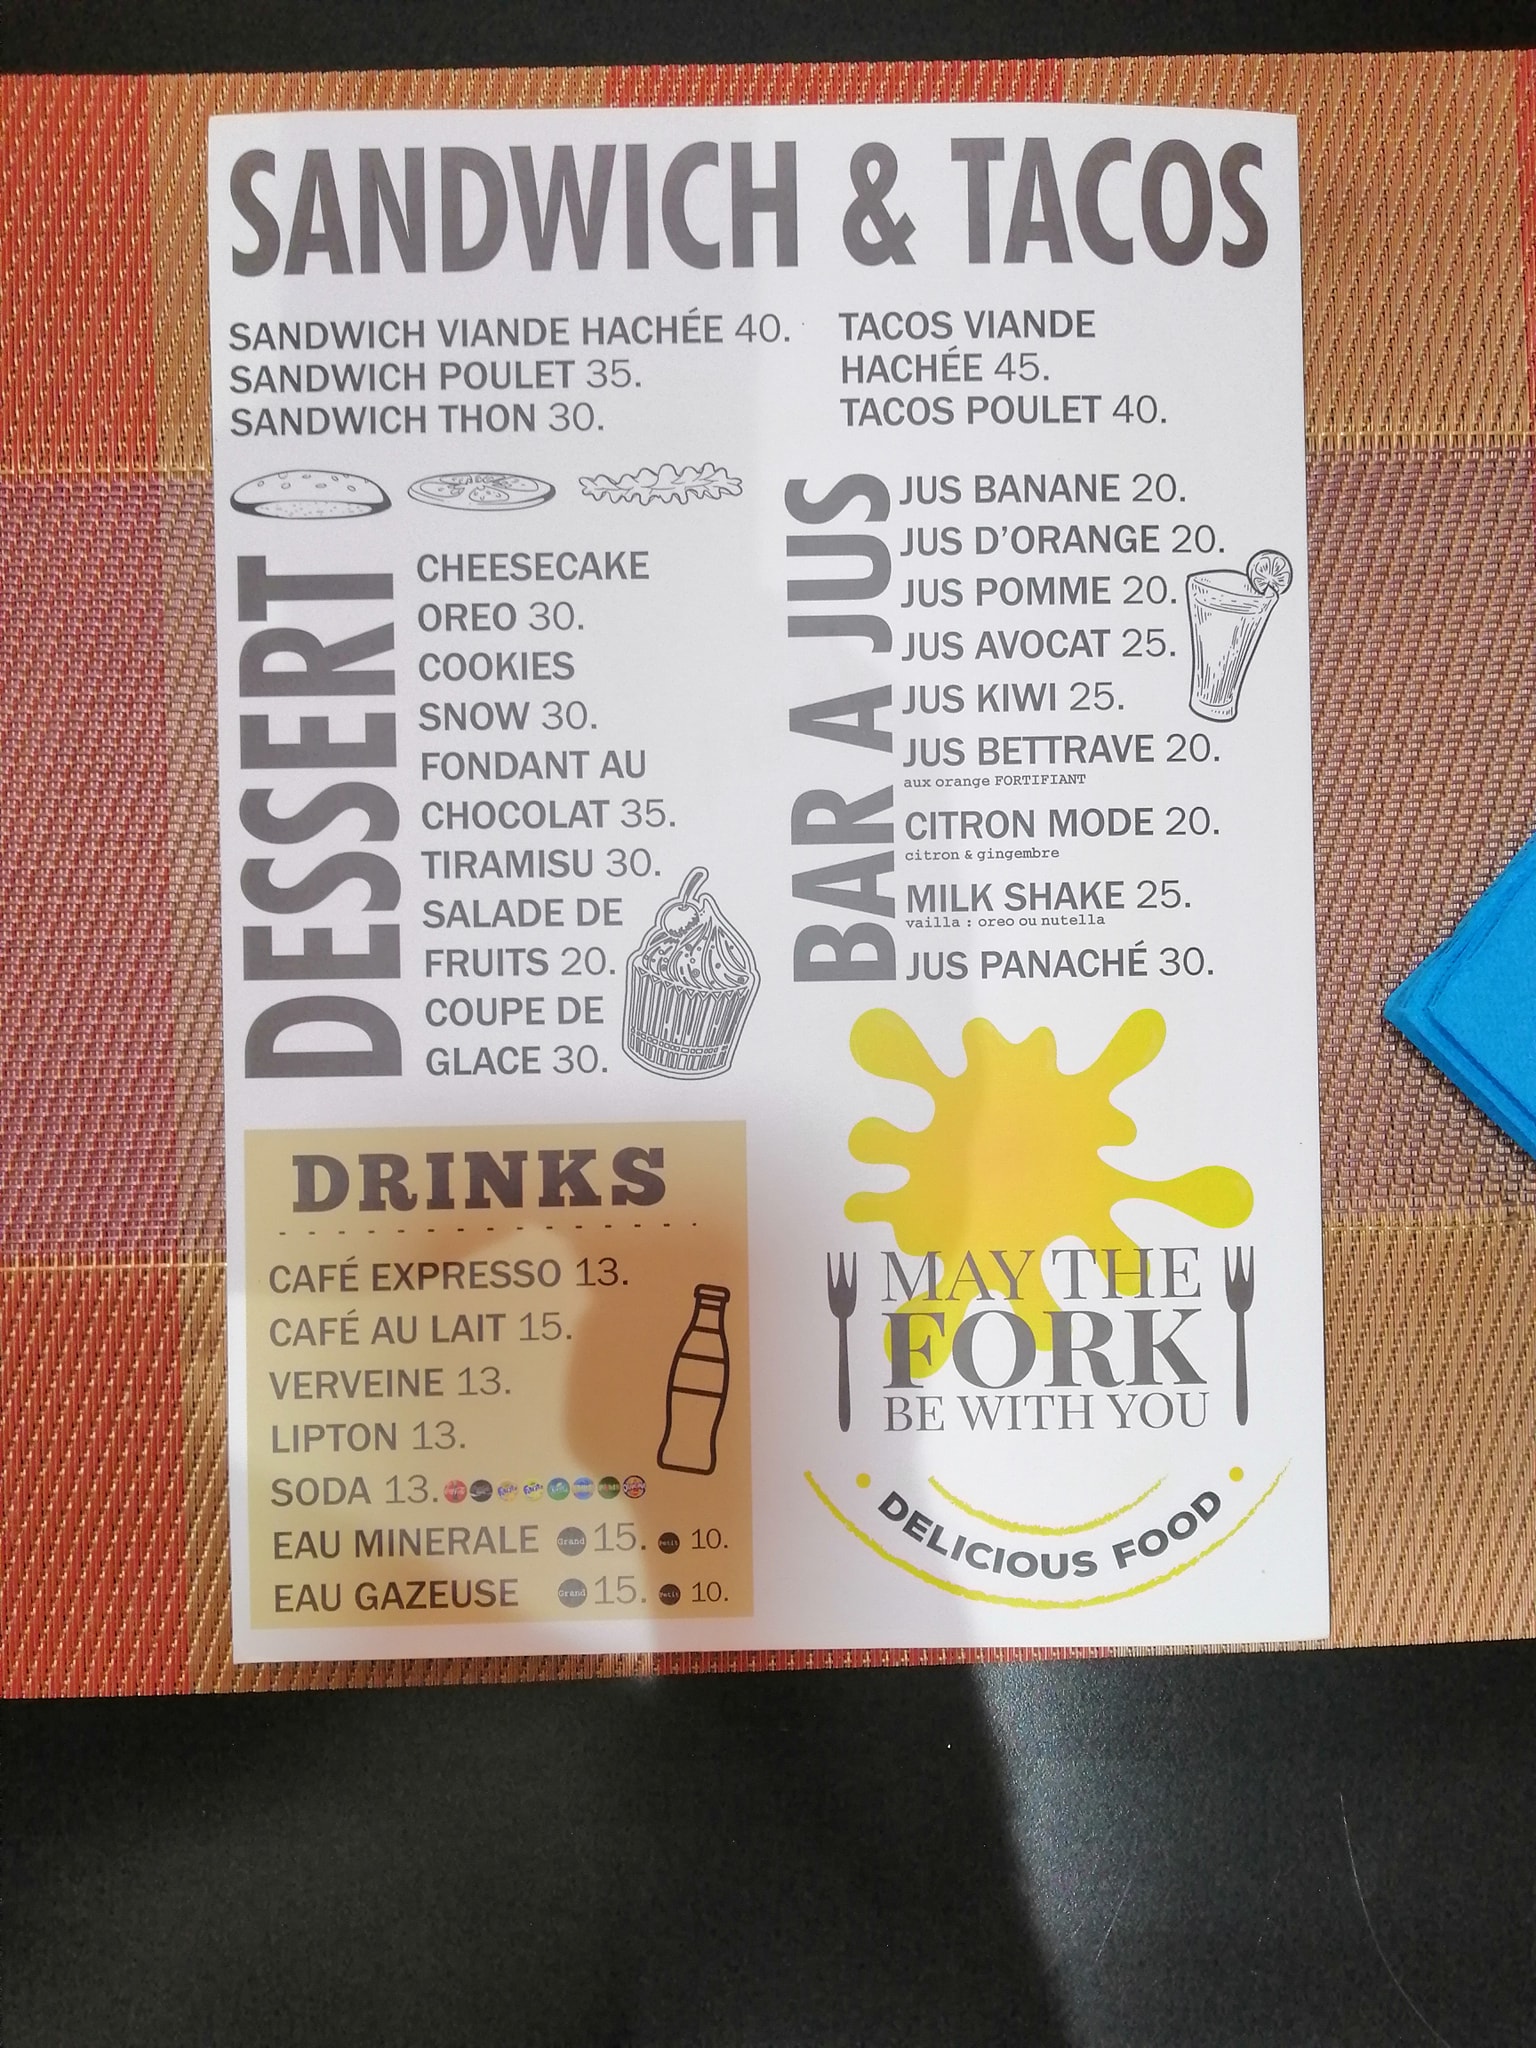 SANDWICH & TACOS
SANDWICH VIANDE HACHÉE 40.
SANDWICH POULET 35.
SANDWICH THON 30.
TACOS VIANDE
HACHÉE 45.
TACOS POULET 40.
DESSERT
CHEESECAKE
OREO 30.
COOKIES
SNOW 30.
FONDANT AU
CHOCOLAT 35.
TIRAMISU 30.
SALADE DE
FRUITS 20.
COUPE DE
GLACE 30.
BAR A JUS
JUS BANANE 20.
JUS D'ORANGE 20.
JUS POMME 20.
JUS AVOCAT 25.
JUS KIWI 25.
JUS BETTRAVE 20.
aux orange FORTIFIANT
CITRON MODE 20.
citron & gingembre
MILK SHAKE 25.
vailla : oreo ou nutella
JUS PANACHÉ 30.
DRINKS
CAFÉ EXPRESSO 13.
CAFÉ AU LAIT 15.
VERVEINE 13.
LIPTON 13.
SODA 13.
EAU MINERALE Grand 15. Petit 10.
EAU GAZEUSE Grand 15. Petit 10.
MAY THE
FORK
BE WITH YOU
DELICIOUS FOOD